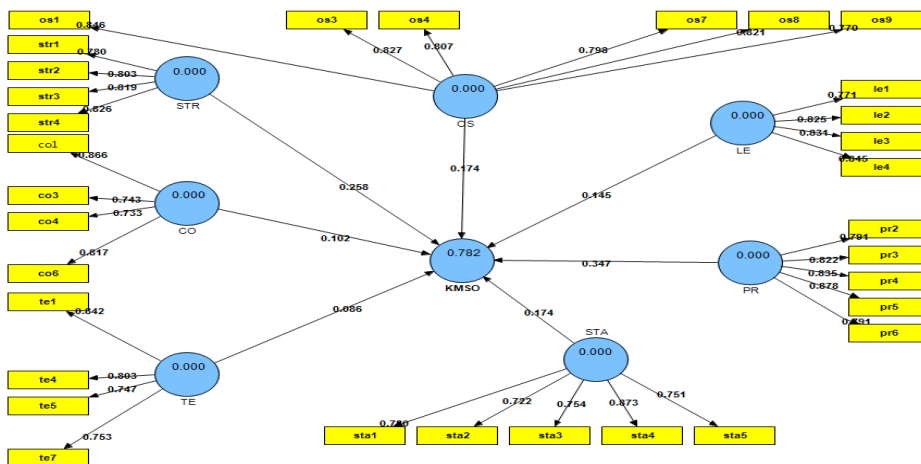 os1
0.846
os3
os4
0.827
0.807
os7
os8
os9
0.798
0.821
0.770
str1
str2
str3
str4
0.780
0.803
0.819
0.826
0.000
STR
0.000
OS
0.000
LE
le1
le2
le3
le4
0.771
0.825
0.831
0.845
co1
co3
co4
co6
0.866
0.743
0.733
0.817
0.000
CO
0.258
0.174
0.145
0.102
0.782
KMSO
0.347
0.000
PR
pr2
pr3
pr4
pr5
pr6
0.791
0.822
0.835
0.878
0.791
te1
te4
te5
te7
0.842
0.803
0.747
0.753
0.000
TE
0.086
0.174
STA
0.000
0.722
0.754
0.873
0.751
sta1
sta2
sta3
sta4
sta5